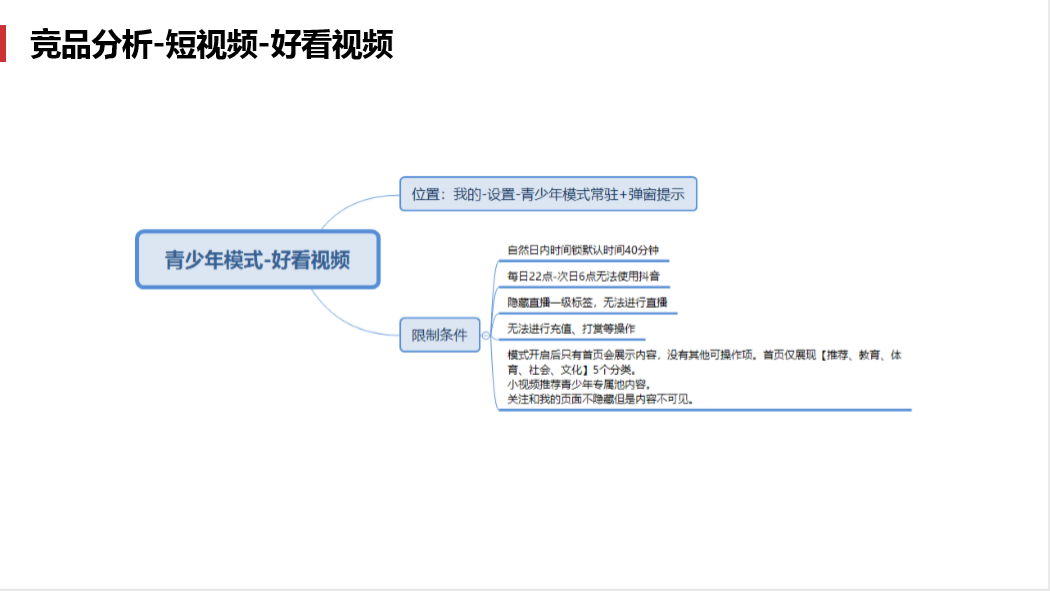 竞品分析-短视频-好看视频
位置：我的-设置-青少年模式常驻+弹窗提示
青少年模式-好看视频
限制条件
自然日内时间锁默认时间40分钟
每日22点-次日6点无法使用抖音
隐藏直播一级标签，无法进行直播
无法进行充值、打赏等操作
模式开启后只有首页会展示内容，没有其他可操作项。首页仅展现【推荐、教育、体
育、社会、文化】5个分类。
小视频推荐青少年专属池内容。
关注和我的页面不隐藏但是内容不可见。